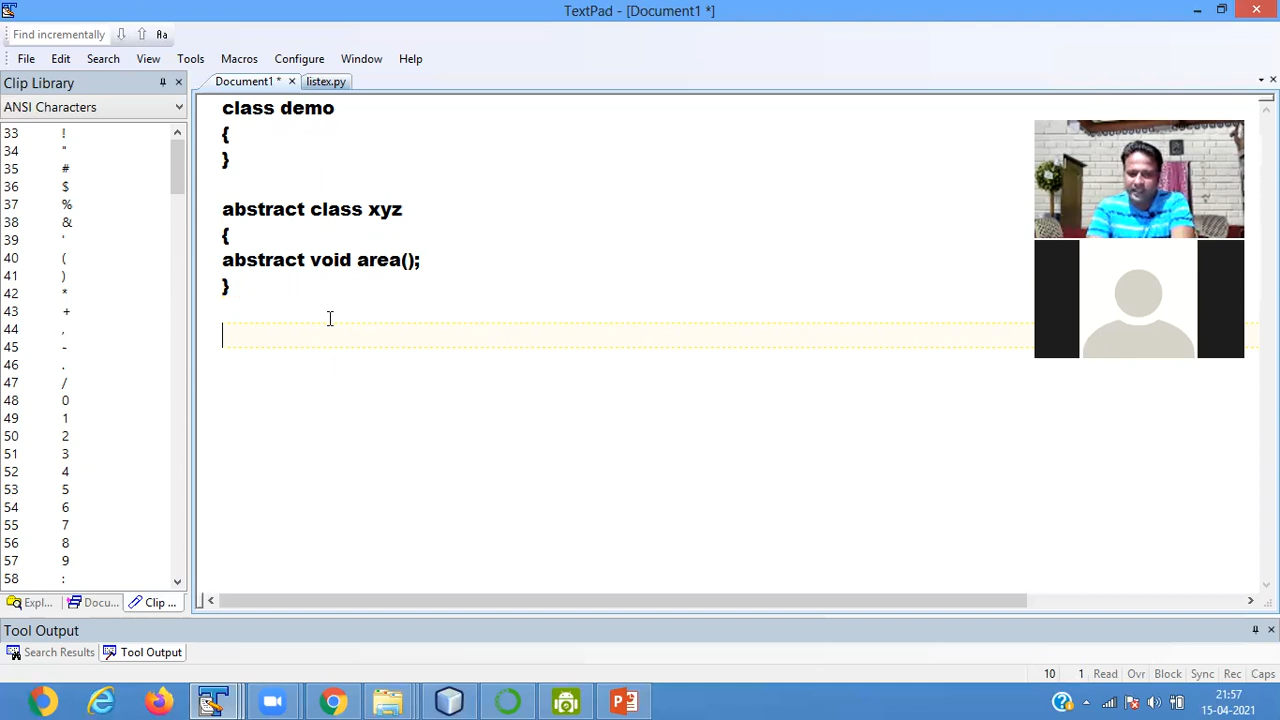 TextPad - [Document1 *]
Find incrementally
Aa
File Edit Search View Tools Macros Configure Window Help
Clip Library
Document1 * listex.py
ANSI Characters
33 !
34 "
35 #
36 $
37 %
38 &
39 '
40 (
41 )
42 *
43 +
44 ,
45 -
46 .
47 /
48 0
49 1
50 2
51 3
52 4
53 5
54 6
55 7
56 8
57 9
58 :
class demo
{
}
abstract class xyz
{
abstract void area();
}
Expl... Docu... Clip ...
Tool Output
Search Results Tool Output
10 1 Read Ovr Block Sync Rec Caps
21:57
15-04-2021